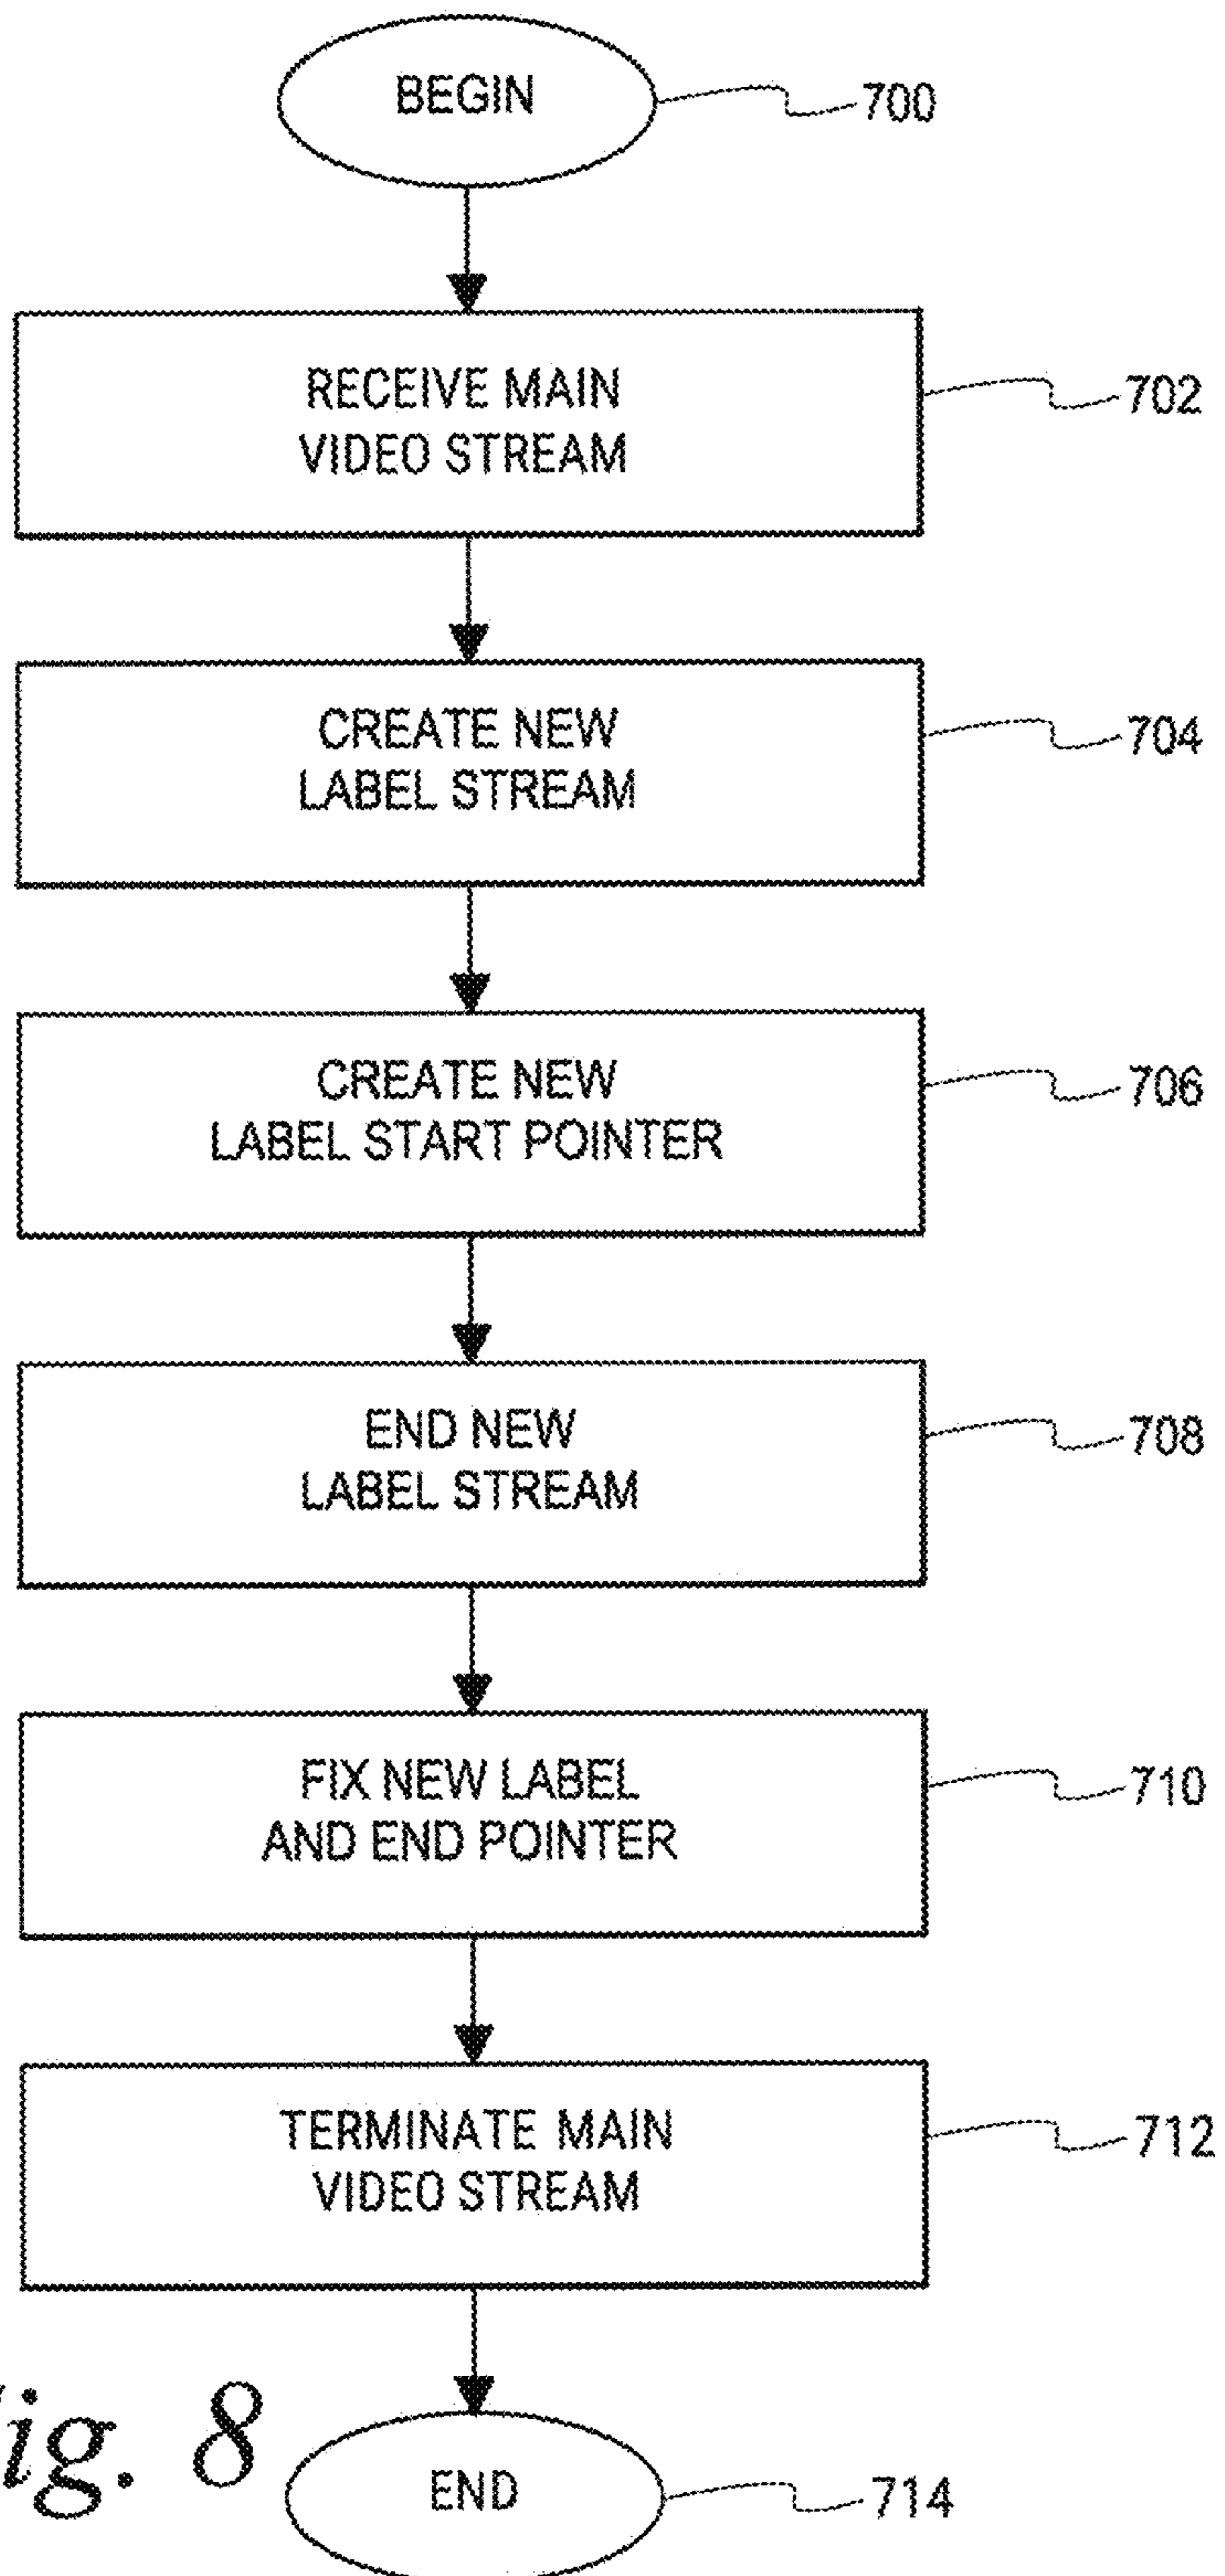 BEGIN
700
RECEIVE MAIN
VIDEO STREAM
702
CREATE NEW
LABEL STREAM
704
CREATE NEW
LABEL START POINTER
706
END NEW
LABEL STREAM
708
FIX NEW LABEL
AND END POINTER
710
TERMINATE MAIN
VIDEO STREAM
712
END
714
ig. 8